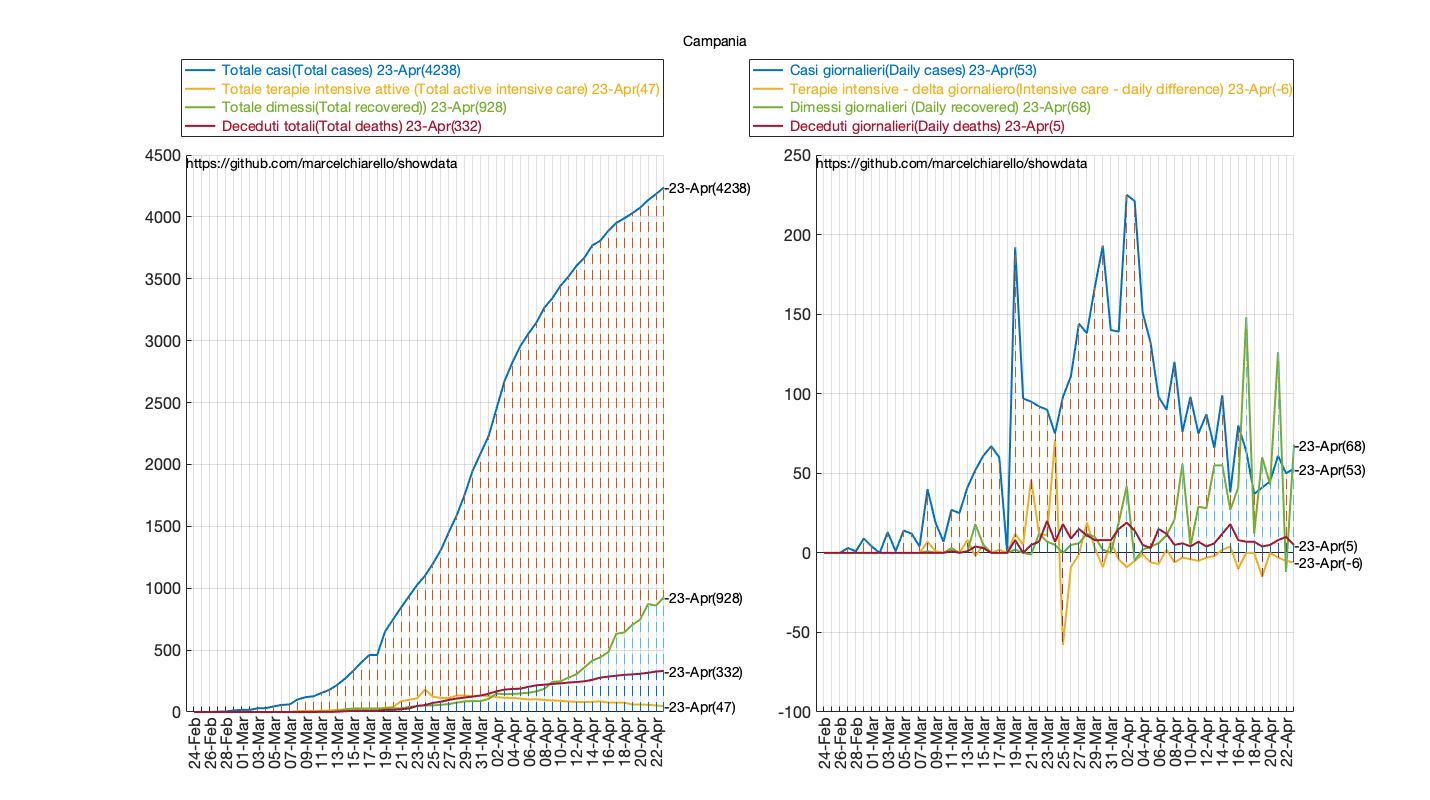 Campania
Totale casi(Total cases) 23-Apr(4238)
Totale terapie intensive attive (Total active intensive care) 23-Apr(47)
Totale dimessi(Total recovered)) 23-Apr(928)
Deceduti totali(Total deaths) 23-Apr(332)
https://github.com/marcelchiarello/showdata
4500
4000
3500
3000
2500
2000
1500
1000
500
0
-23-Apr(4238)
-23-Apr(928)
-23-Apr(332)
-23-Apr(47)
24-Feb
26-Feb
28-Feb
01-Mar
03-Mar
05-Mar
07-Mar
09-Mar
11-Mar
13-Mar
15-Mar
17-Mar
19-Mar
21-Mar
23-Mar
25-Mar
27-Mar
29-Mar
31-Mar
02-Apr
04-Apr
06-Apr
08-Apr
10-Apr
12-Apr
14-Apr
16-Apr
18-Apr
20-Apr
22-Apr
Casi giornalieri(Daily cases) 23-Apr(53)
Terapie intensive - delta giornaliero(Intensive care - daily difference) 23-Apr(-6)
Dimessi giornalieri (Daily recovered) 23-Apr(68)
Deceduti giornalieri(Daily deaths) 23-Apr(5)
https://github.com/marcelchiarello/showdata
250
200
150
100
50
0
-50
-100
-23-Apr(68)
-23-Apr(53)
-23-Apr(5)
-23-Apr(-6)
24-Feb
26-Feb
28-Feb
01-Mar
03-Mar
05-Mar
07-Mar
09-Mar
11-Mar
13-Mar
15-Mar
17-Mar
19-Mar
21-Mar
23-Mar
25-Mar
27-Mar
29-Mar
31-Mar
02-Apr
04-Apr
06-Apr
08-Apr
10-Apr
12-Apr
14-Apr
16-Apr
18-Apr
20-Apr
22-Apr